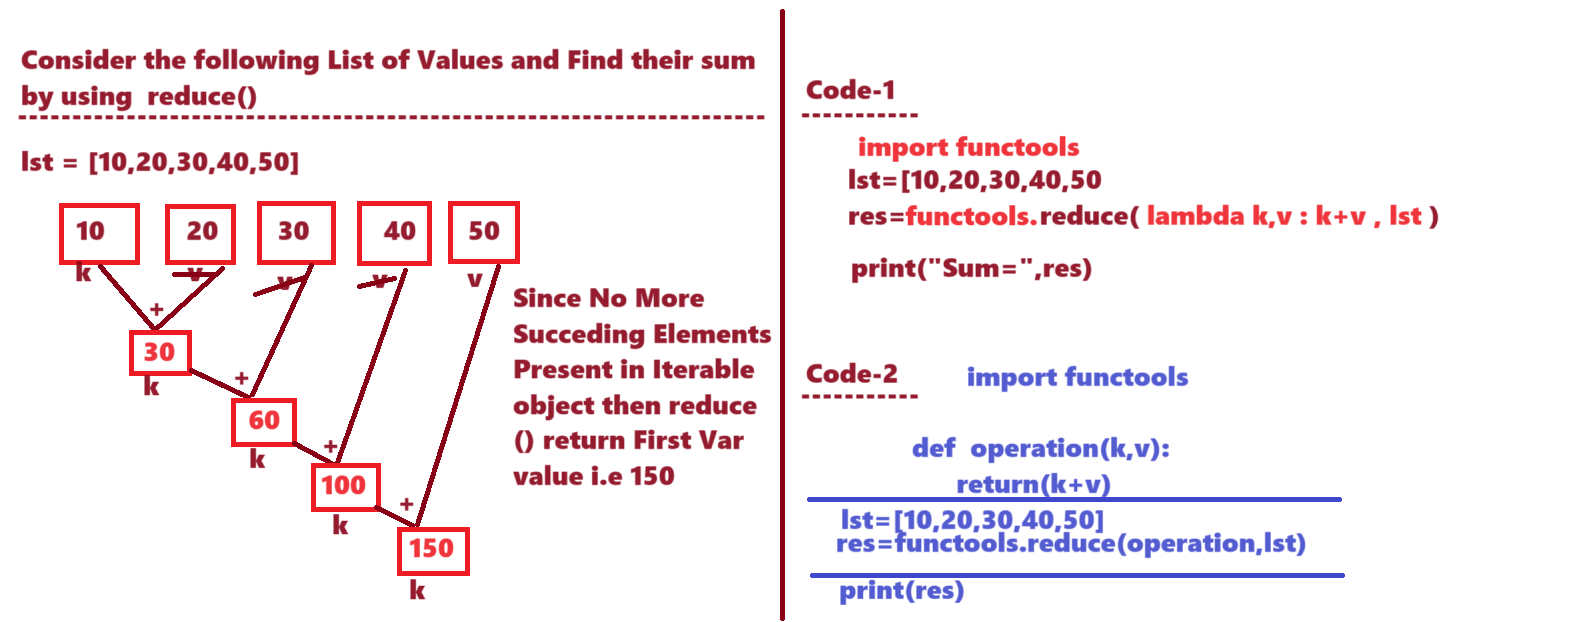 Consider the following List of Values and Find their sum
by using reduce()
lst = [10,20,30,40,50]
10 20 30 40 50
k v v v v
+
30
k
+
60
k
+
100
k
+
150
k
Since No More
Succeding Elements
Present in Iterable
object then reduce
() return First Var
value i.e 150
Code-1
import functools
lst=[10,20,30,40,50
res=functools.reduce( lambda k,v : k+v , lst )
print("Sum=",res)
Code-2 import functools
def operation(k,v):
return(k+v)
lst=[10,20,30,40,50]
res=functools.reduce(operation,lst)
print(res)